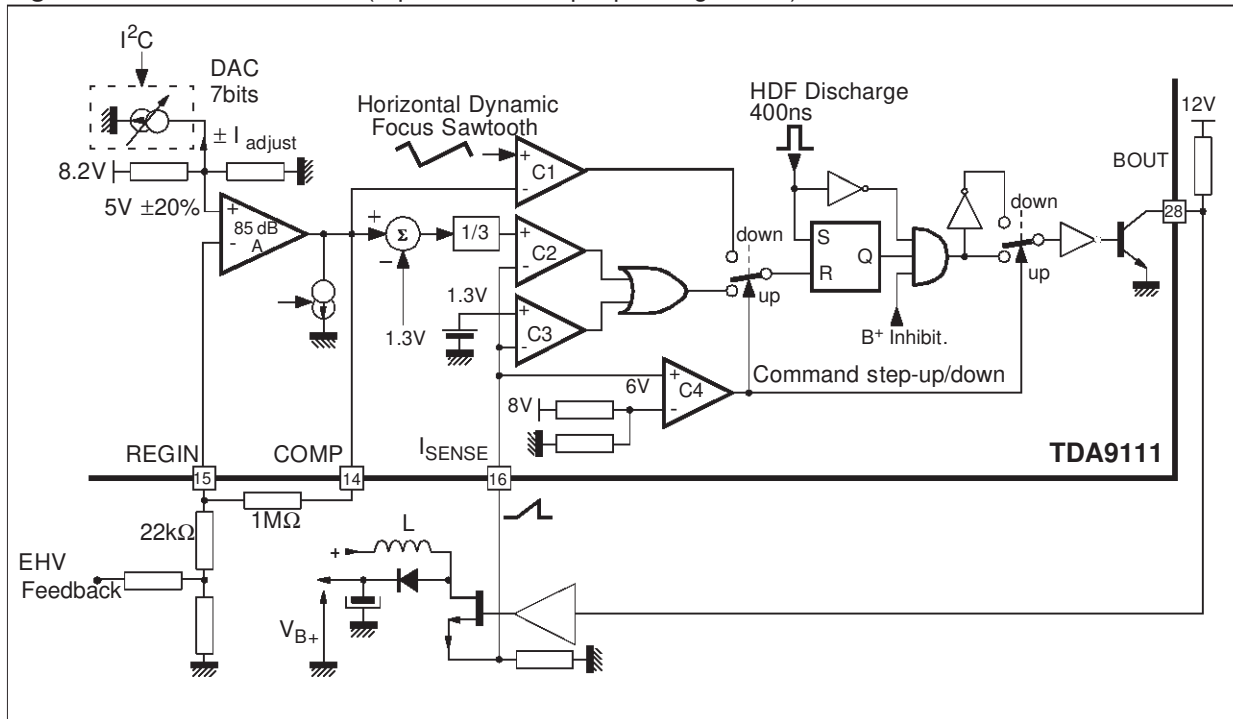 I²C
DAC
7bits
± I adjust
8.2V
5V ±20%
85 dB
A
+
-
Horizontal Dynamic
Focus Sawtooth
+
-
C1
+
Σ
−
1/3
1.3V
+
-
C2
1.3V
+
-
C3
down
up
HDF Discharge
400ns
S
R
Q
B+ Inhibit.
down
up
12V
BOUT
28
8V
6V
+
-
C4
Command step-up/down
REGIN
COMP
ISENSE
TDA9111
15
14
16
1MΩ
22kΩ
EHV
Feedback
L
+
VB+